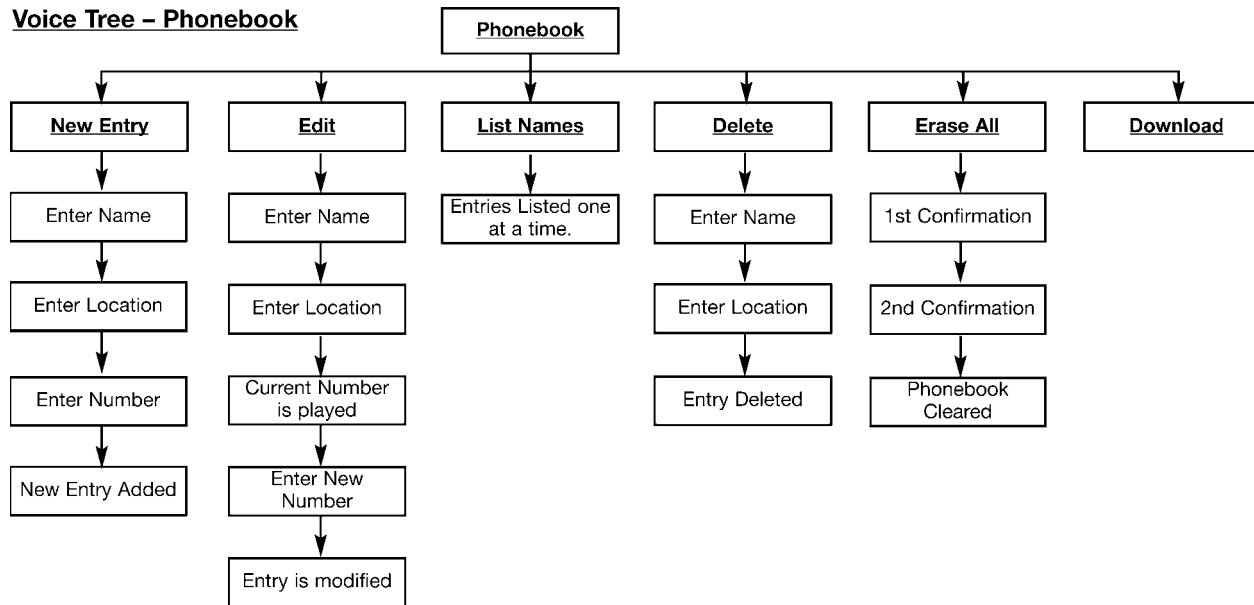 Voice Tree – Phonebook
Phonebook
New Entry
Edit
List Names
Delete
Erase All
Download
Enter Name
Enter Location
Enter Number
New Entry Added
Enter Name
Enter Location
Current Number
is played
Enter New
Number
Entry is modified
Entries Listed one
at a time.
Enter Name
Enter Location
Entry Deleted
1st Confirmation
2nd Confirmation
Phonebook
Cleared